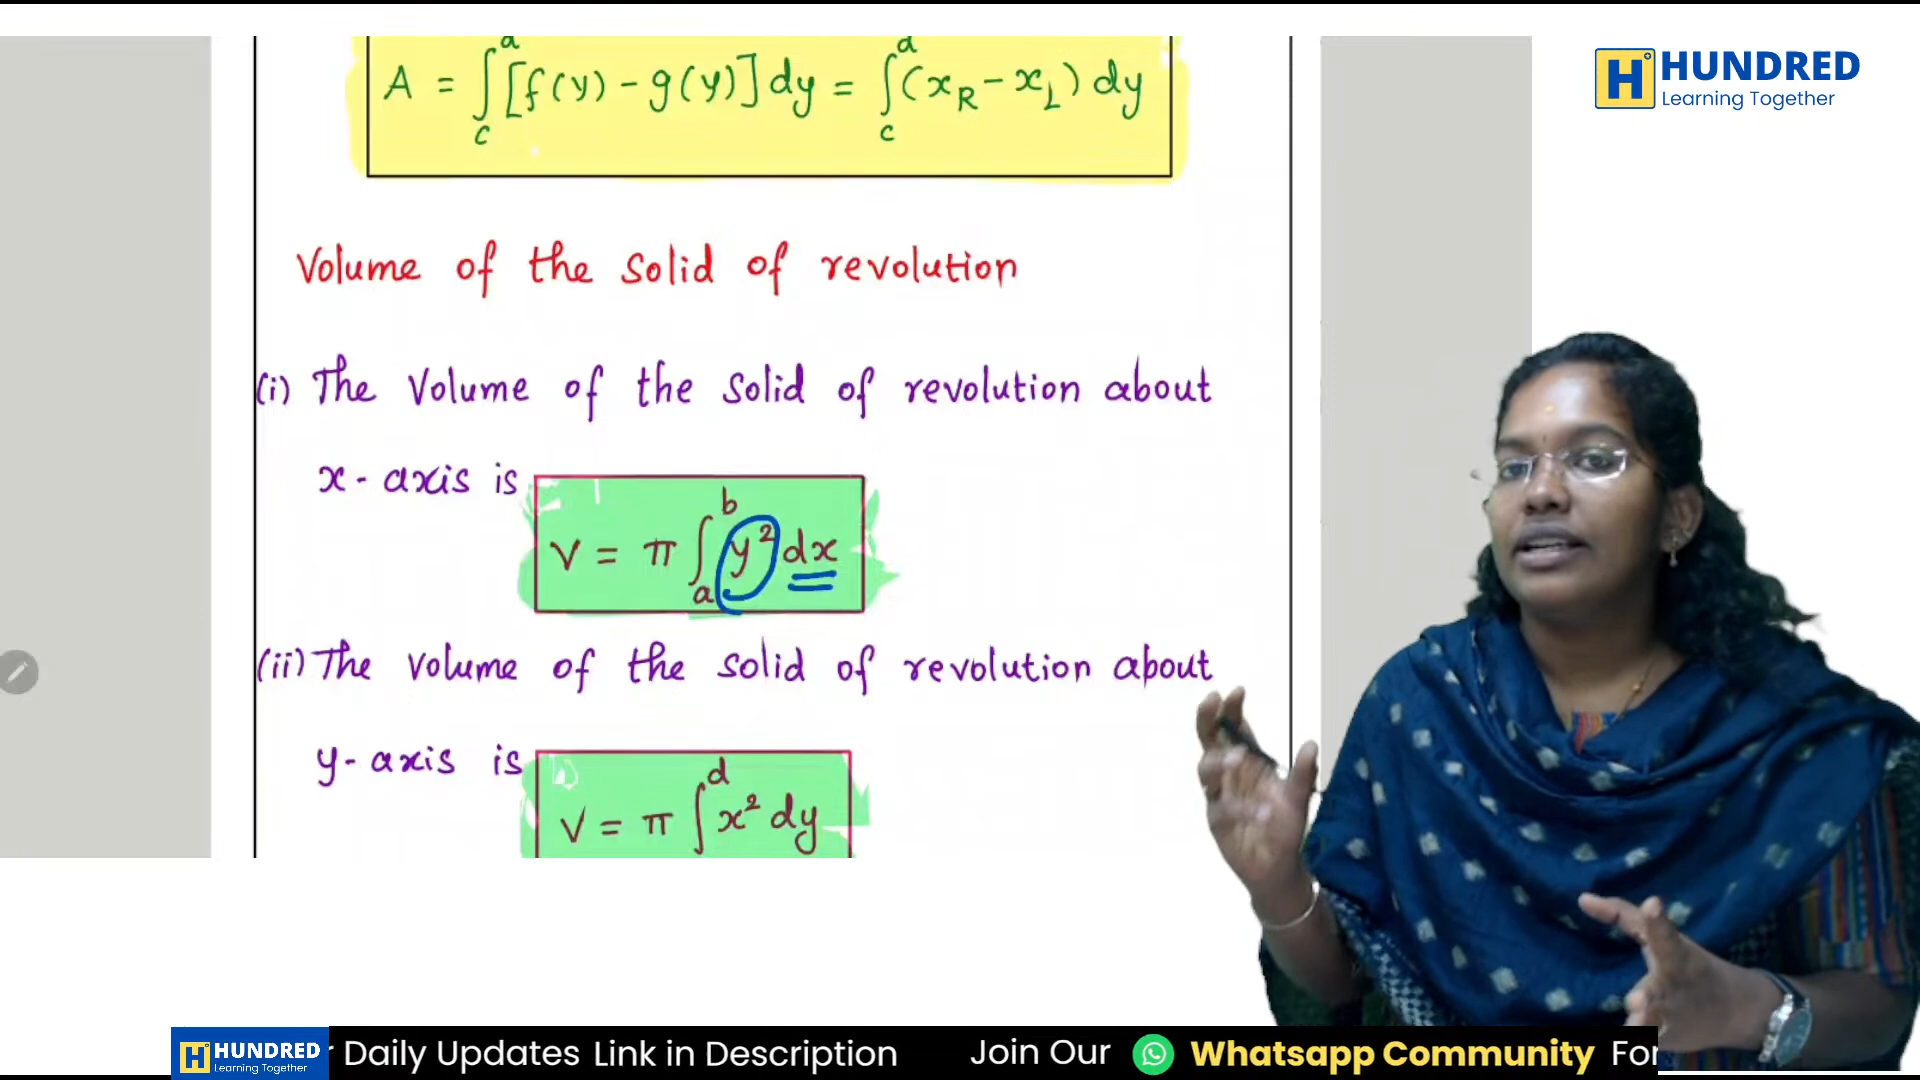 A = ∫_c^d [f(y) - g(y)] dy = ∫_c^d (x_R - x_L) dy
HUNDRED
Learning Together
Volume of the solid of revolution
(i) The Volume of the solid of revolution about
x - axis is
V = π ∫_a^b y² dx
(ii) The volume of the solid of revolution about
y - axis is
V = π ∫^d x² dy
HUNDRED
Learning Together
Daily Updates Link in Description Join Our Whatsapp Community For